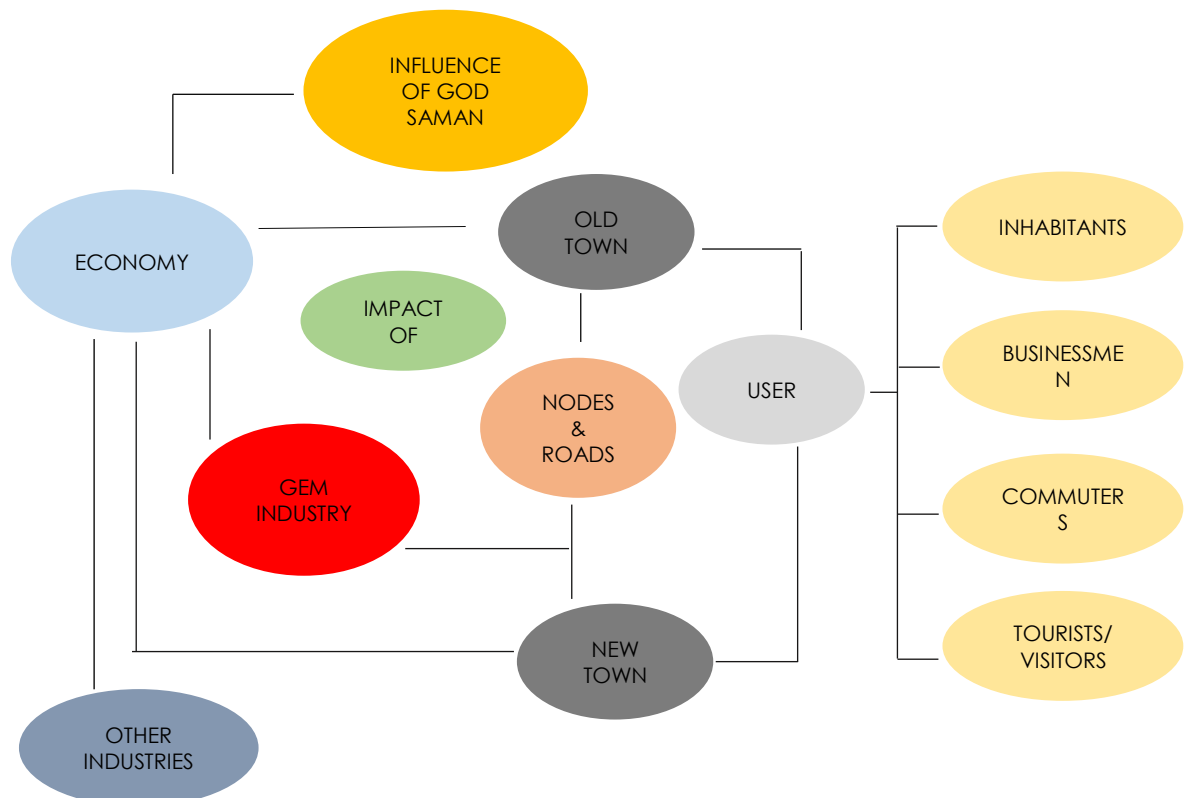 INFLUENCE
OF GOD
SAMAN
ECONOMY
OLD
TOWN
IMPACT
OF
NODES
&
ROADS
USER
GEM
INDUSTRY
NEW
TOWN
OTHER
INDUSTRIES
INHABITANTS
BUSINESSME
N
COMMUTER
S
TOURISTS/
VISITORS